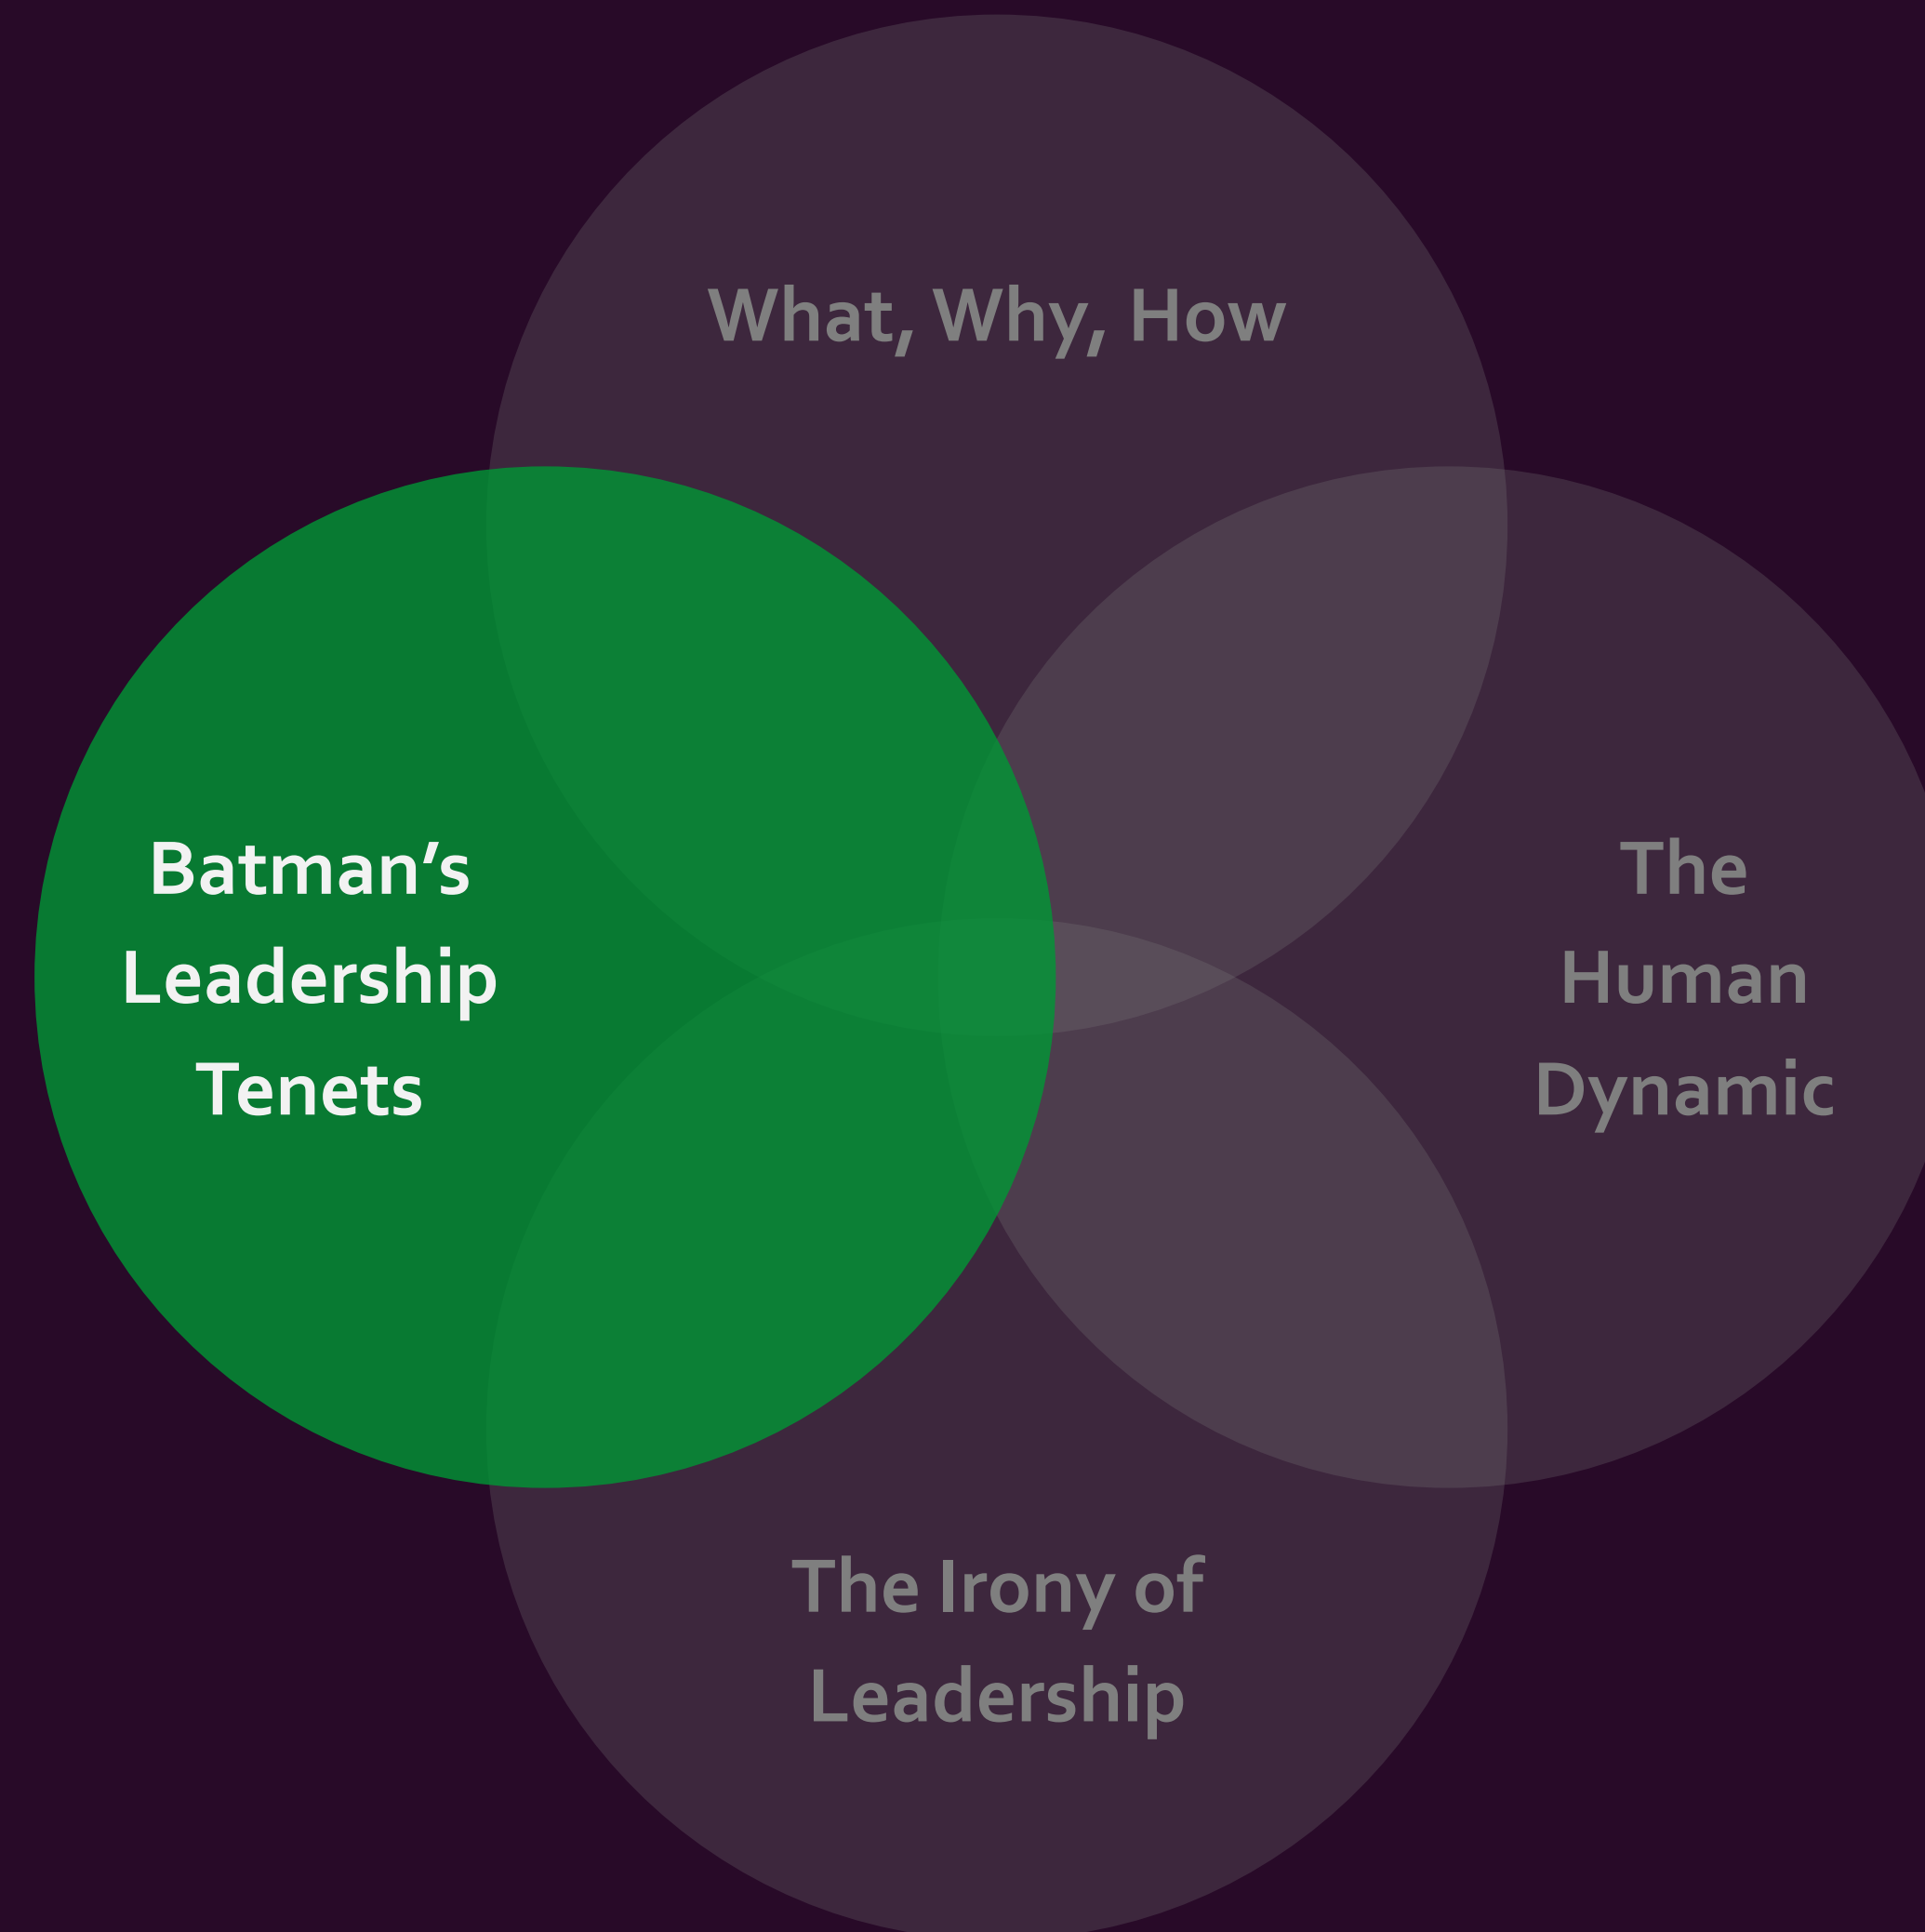 What, Why, How
Batman‘s
Leadership
Tenets
The
Human
Dynamic
The Irony of
Leadership